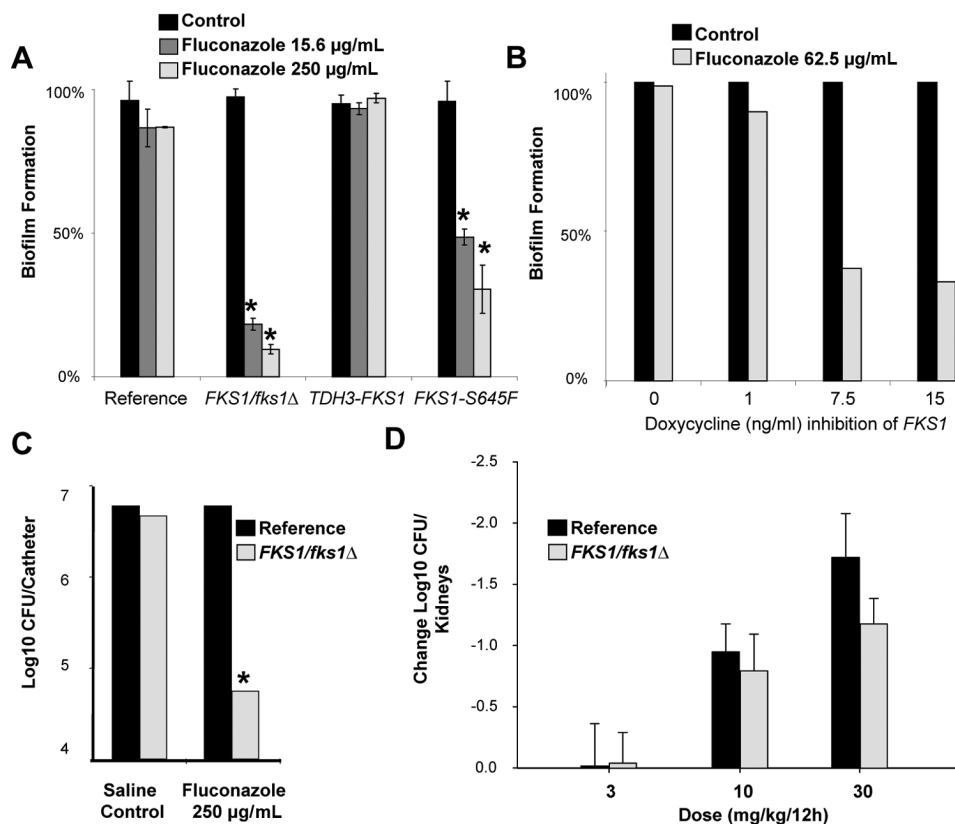 A
Control
Fluconazole 15.6 µg/mL
Fluconazole 250 µg/mL
100%
50%
0%
Biofilm Formation
*
*
*
*
Reference
FKS1/fks1Δ
TDH3-FKS1
FKS1-S645F
B
Control
Fluconazole 62.5 µg/mL
100%
50%
0%
Biofilm Formation
0
1
7.5
15
Doxycycline (ng/ml) inhibition of FKS1
C
7
6
5
4
Log10 CFU/Catheter
Reference
FKS1/fks1Δ
*
Saline
Control
Fluconazole
250 µg/mL
D
-2.5
-2.0
-1.5
-1.0
-0.5
0.0
Change Log10 CFU/
Kidneys
Reference
FKS1/fks1Δ
3
10
30
Dose (mg/kg/12h)